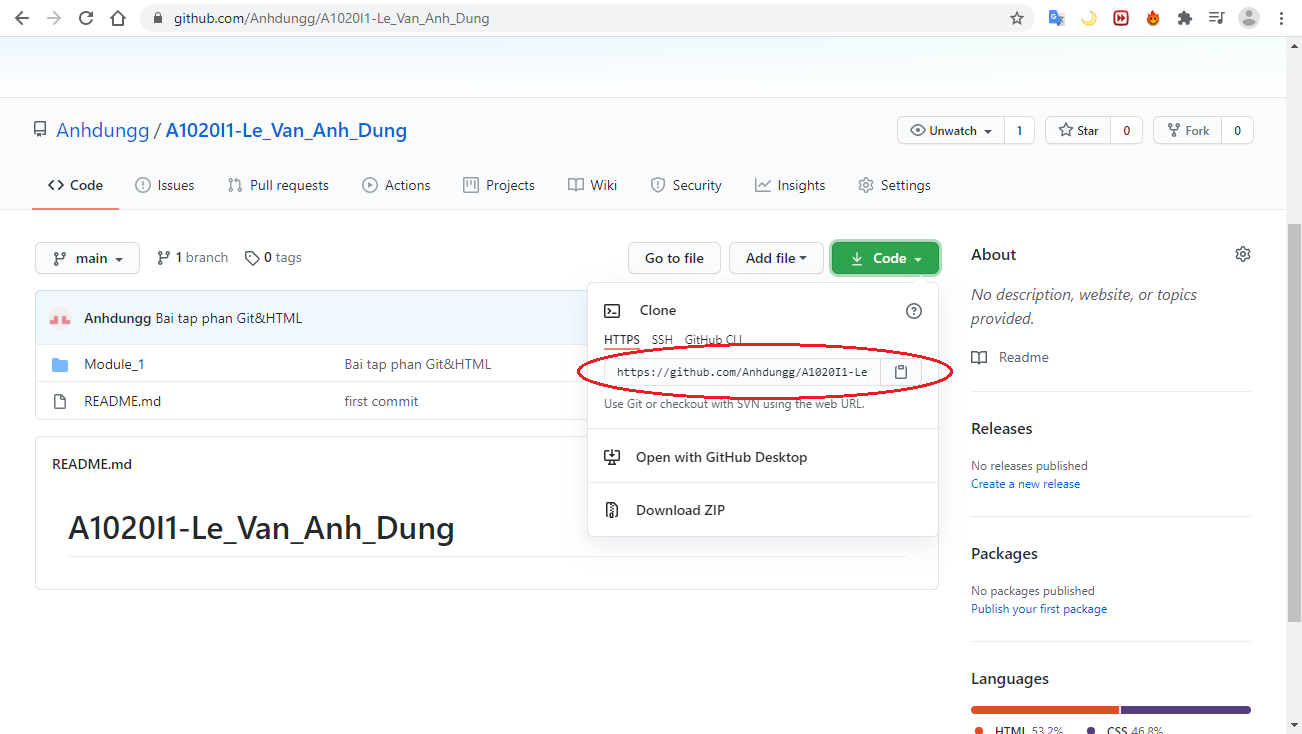 github.com/Anhdungg/A1020I1-Le_Van_Anh_Dung
Anhdungg / A1020I1-Le_Van_Anh_Dung
Unwatch 1 Star 0 Fork 0
Code Issues Pull requests Actions Projects Wiki Security Insights Settings
main 1 branch 0 tags Go to file Add file Code
Anhdungg Bai tap phan Git&HTML
Module_1 Bai tap phan Git&HTML
README.md first commit
Clone
HTTPS SSH GitHub CLI
https://github.com/Anhdungg/A1020I1-Le
Use Git or checkout with SVN using the web URL.
Open with GitHub Desktop
Download ZIP
README.md
A1020I1-Le_Van_Anh_Dung
About
No description, website, or topics
provided.
Readme
Releases
No releases published
Create a new release
Packages
No packages published
Publish your first package
Languages
HTML 53.2% CSS 46.8%